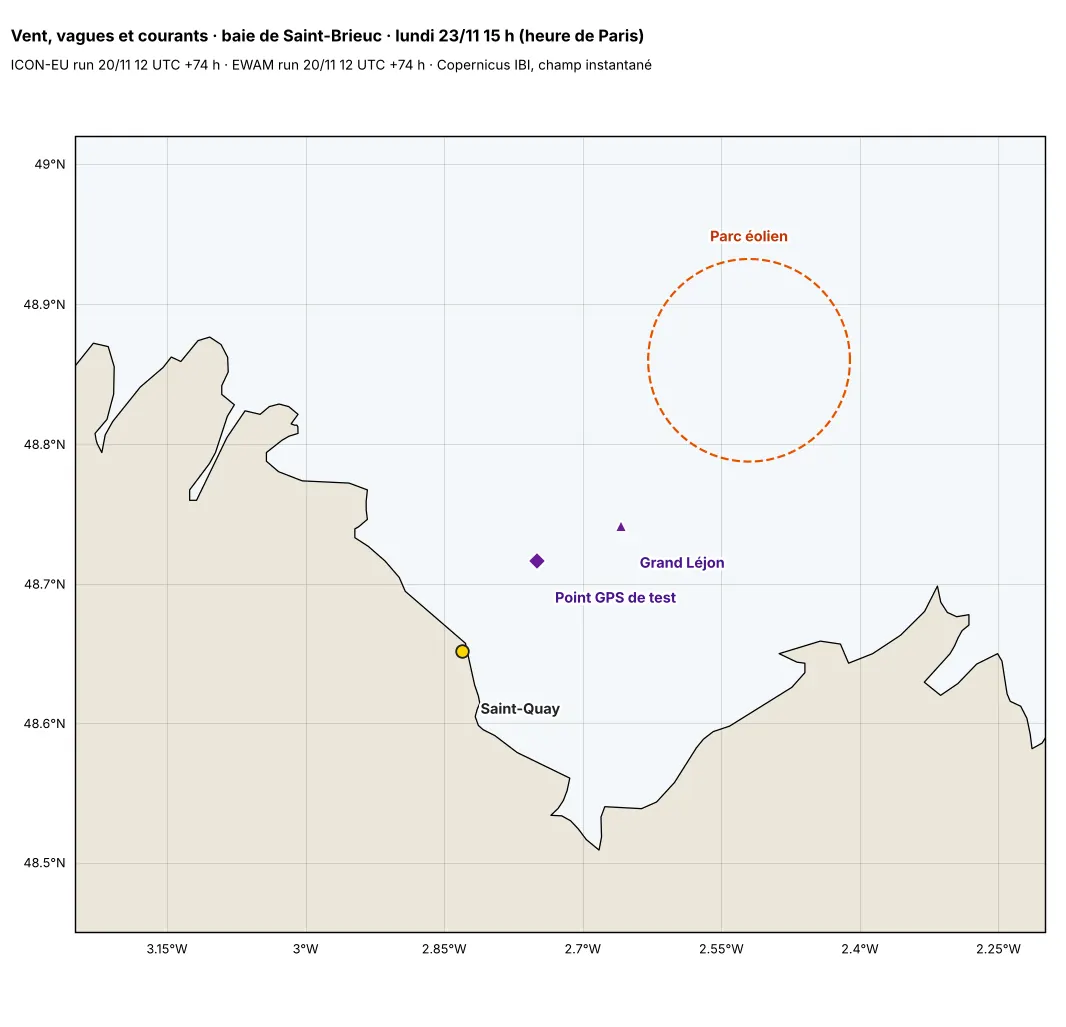 Vent, vagues et courants · baie de Saint-Brieuc · lundi 23/11 15 h (heure de Paris)
ICON-EU run 20/11 12 UTC +74 h · EWAM run 20/11 12 UTC +74 h · Copernicus IBI, champ instantané
49°N
Parc éolien
48.9°N
48.8°N
Grand Léjon
48.7°N
Point GPS de test
Saint-Quay
48.6°N
48.5°N
3.15°W
3°W
2.85°W
2.7°W
2.55°W
2.4°W
2.25°W